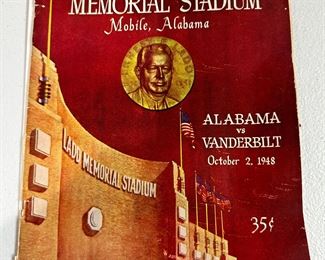 MEMORIAL STADIUM
Mobile, Alabama
ALABAMA
vs
VANDERBILT
October 2, 1948
LADD MEMORIAL STADIUM
35¢